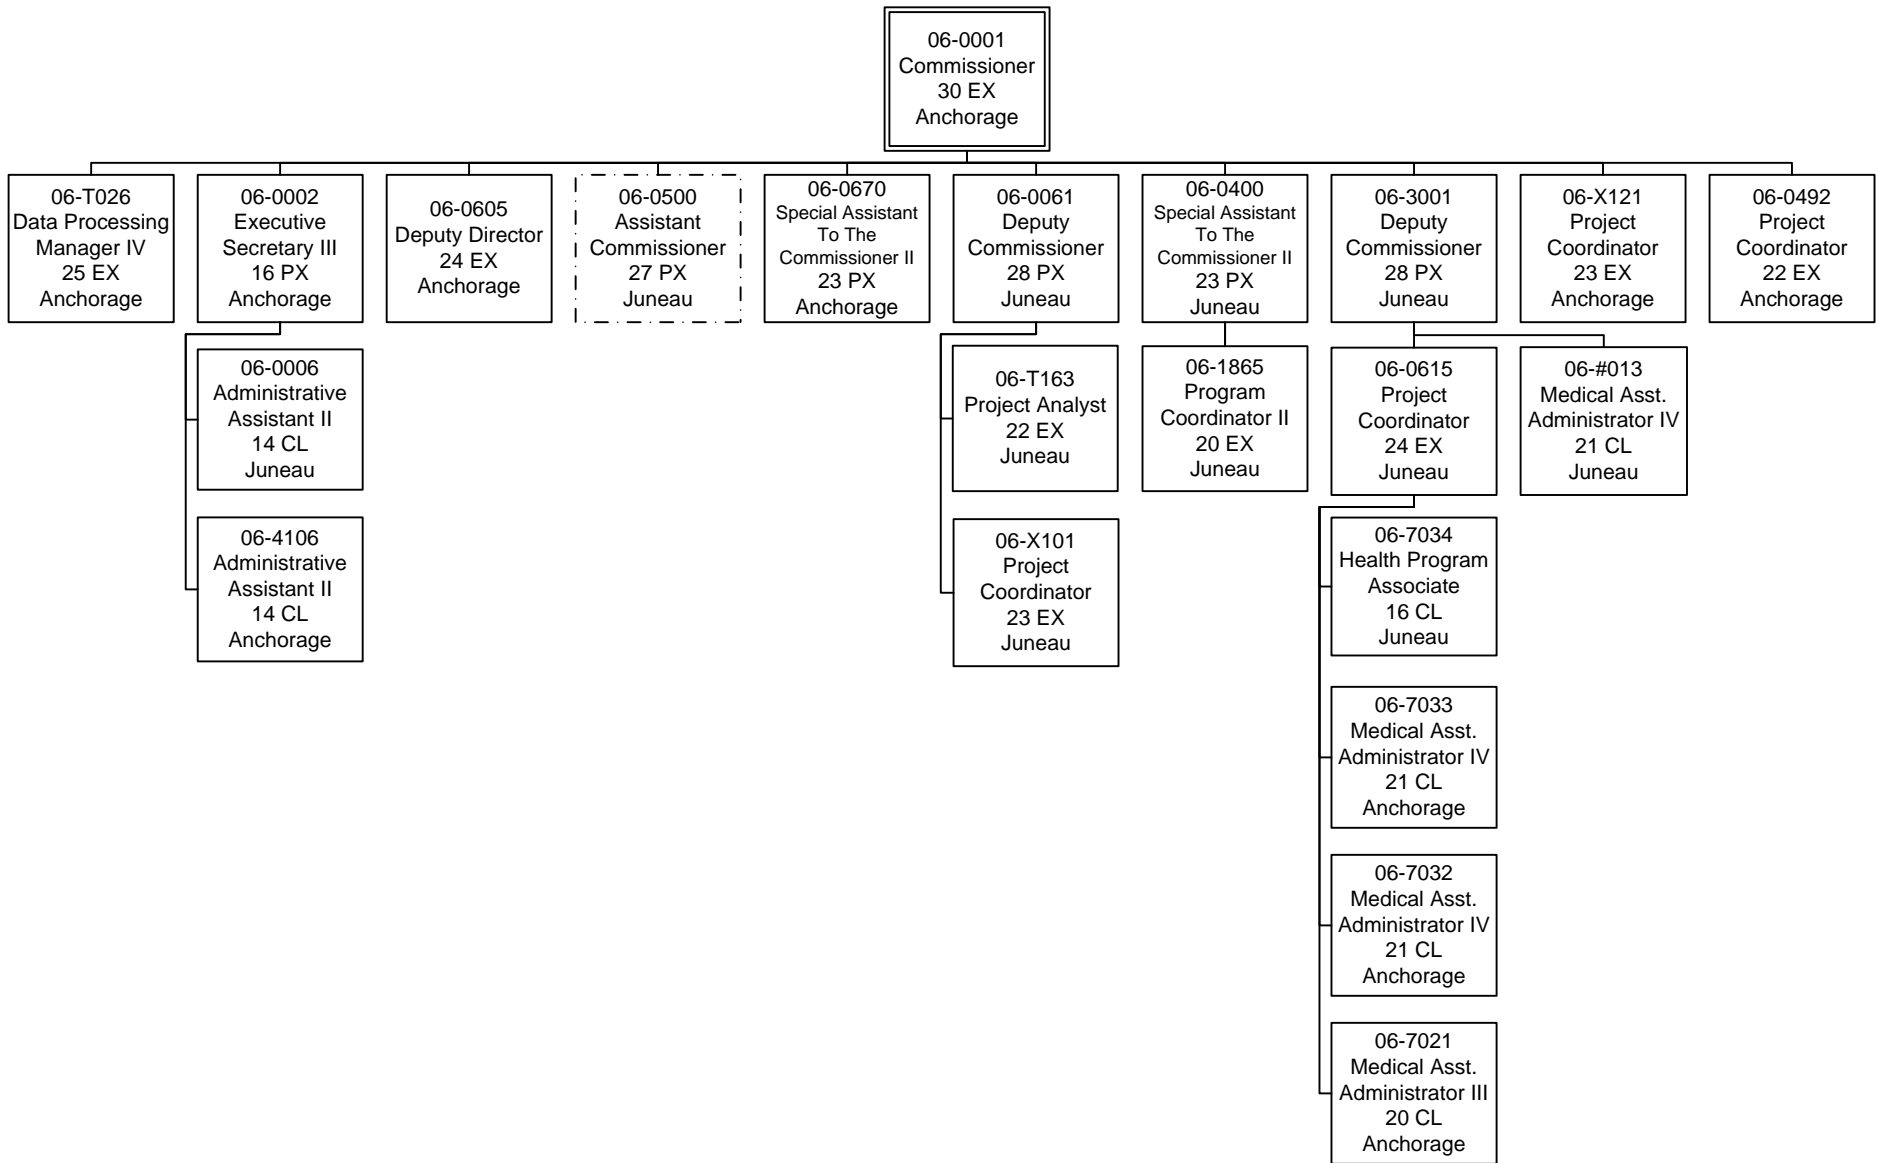 06-0001
Commissioner
30 EX
Anchorage
06-T026
Data Processing
Manager IV
25 EX
Anchorage
06-0002
Executive
Secretary III
16 PX
Anchorage
06-0605
Deputy Director
24 EX
Anchorage
06-0500
Assistant
Commissioner
27 PX
Juneau
06-0670
Special Assistant
To The
Commissioner II
23 PX
Anchorage
06-0061
Deputy
Commissioner
28 PX
Juneau
06-0400
Special Assistant
To The
Commissioner II
23 PX
Juneau
06-3001
Deputy
Commissioner
28 PX
Juneau
06-X121
Project
Coordinator
23 EX
Anchorage
06-0492
Project
Coordinator
22 EX
Anchorage
06-0006
Administrative
Assistant II
14 CL
Juneau
06-4106
Administrative
Assistant II
14 CL
Anchorage
06-T163
Project Analyst
22 EX
Juneau
06-X101
Project
Coordinator
23 EX
Juneau
06-1865
Program
Coordinator II
20 EX
Juneau
06-0615
Project
Coordinator
24 EX
Juneau
06-#013
Medical Asst.
Administrator IV
21 CL
Juneau
06-7034
Health Program
Associate
16 CL
Juneau
06-7033
Medical Asst.
Administrator IV
21 CL
Anchorage
06-7032
Medical Asst.
Administrator IV
21 CL
Anchorage
06-7021
Medical Asst.
Administrator III
20 CL
Anchorage